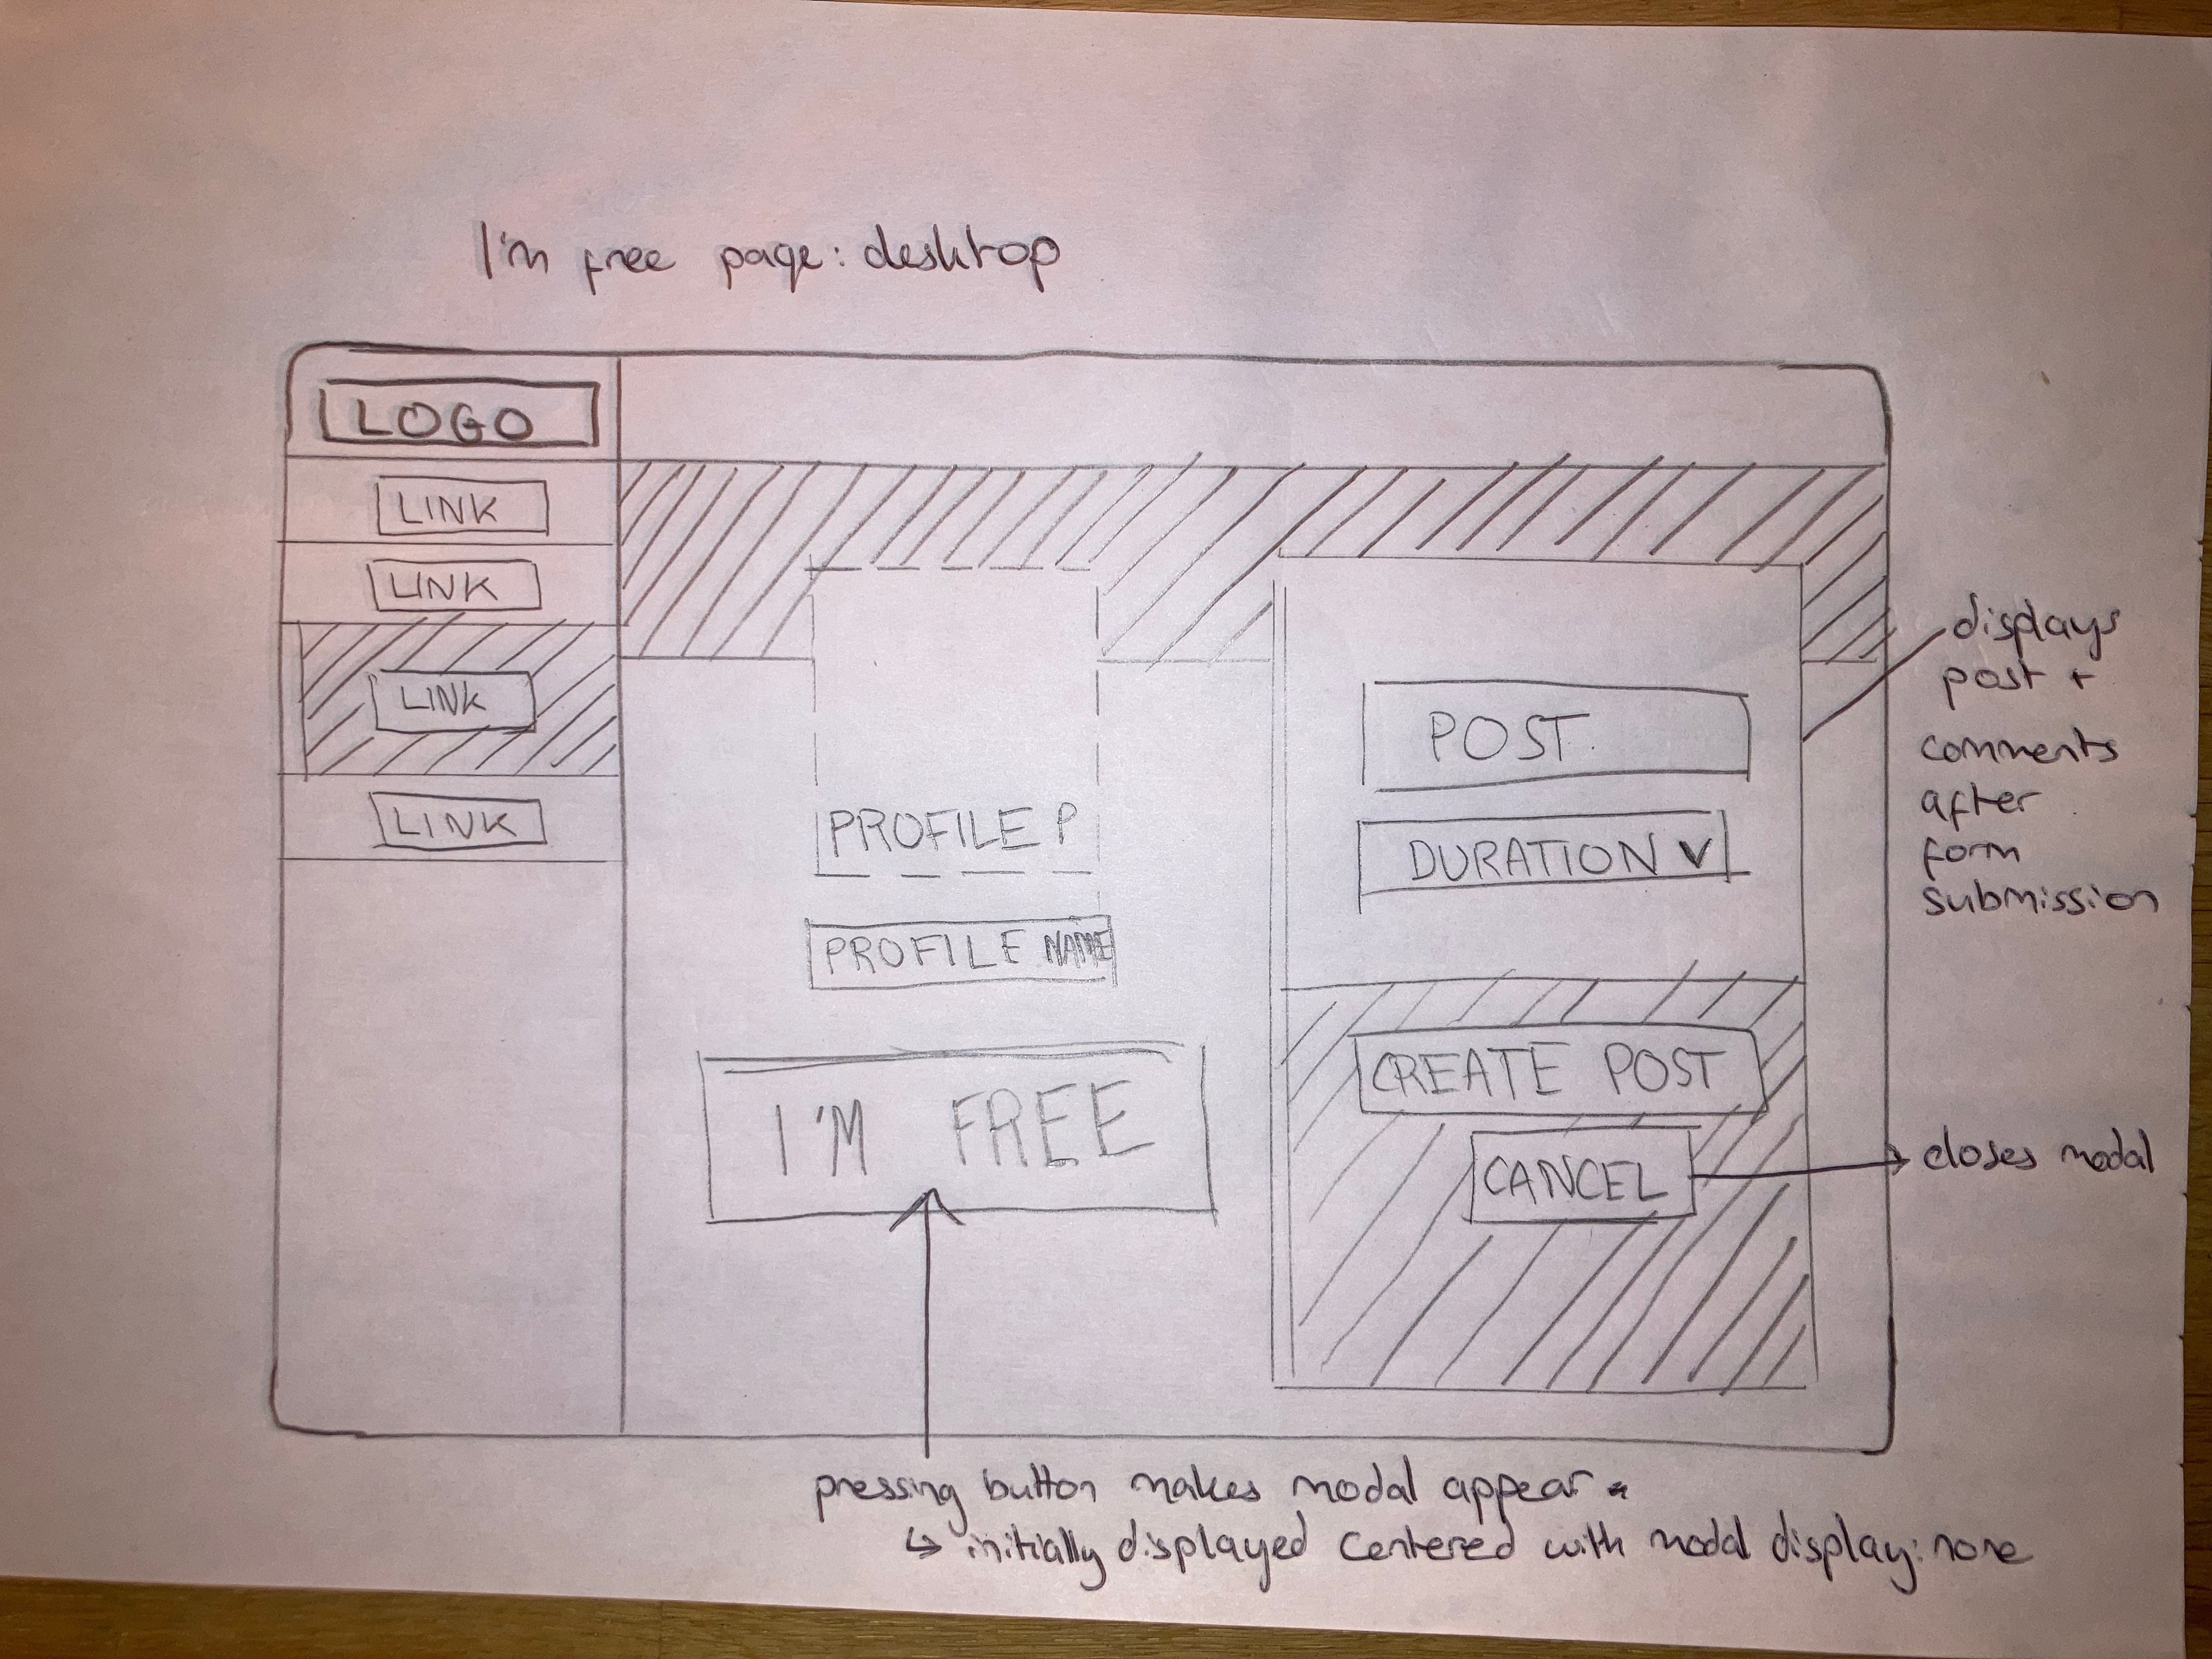 I'm free page: desktop
LOGO
LINK
LINK
LINK
LINK
PROFILE P
PROFILE NAME
I'M FREE
POST
DURATION V
CREATE POST
CANCEL
displays
post +
comments
after
form
submission
closes modal
pressing button makes modal appear *
↳ initially displayed centered with modal display: none